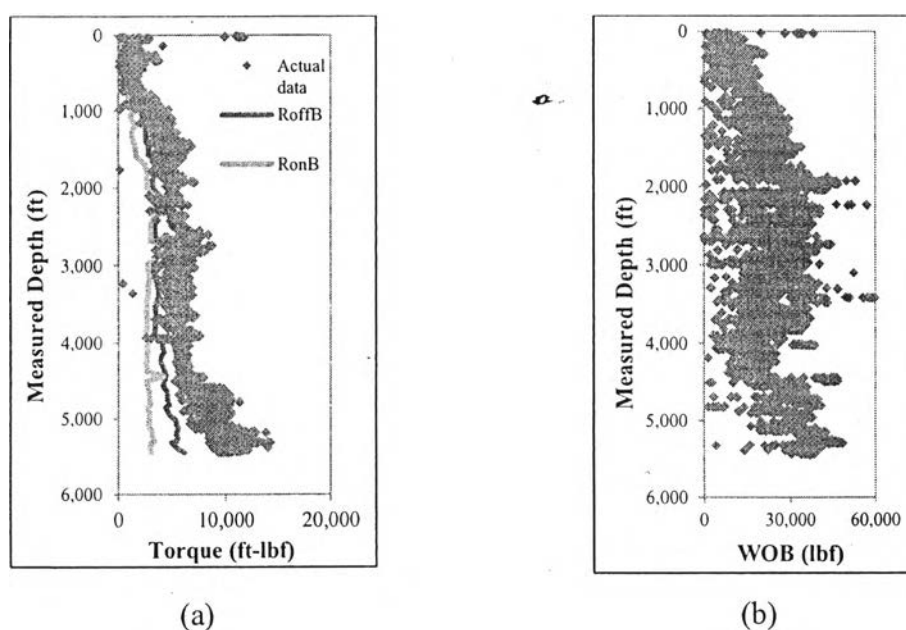 0
1,000
2,000
3,000
4,000
5,000
6,000
Measured Depth (ft)
Actual
data
RoffB
RonB
0
10,000
20,000
Torque (ft-lbf)
(a)
0
1,000
2,000
3,000
4,000
5,000
6,000
Measured Depth (ft)
0
30,000
60,000
WOB (lbf)
(b)